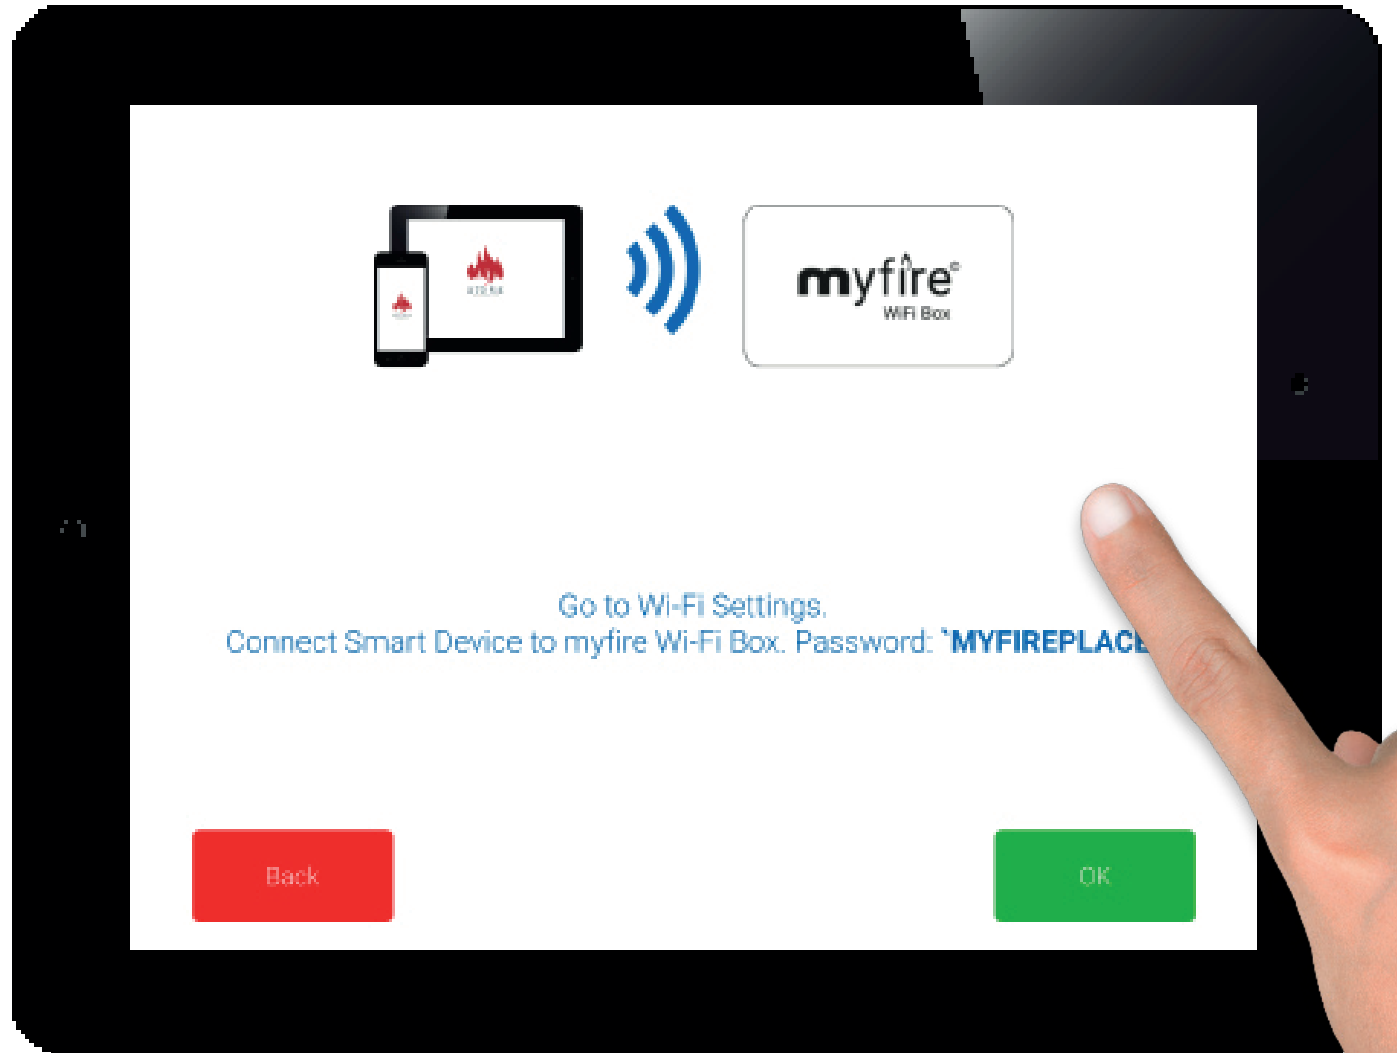 myfire©
WiFi Box
Go to Wi-Fi Settings.
Connect Smart Device to myfire Wi-Fi Box. Password: `MYFIREPLACE
Back
OK